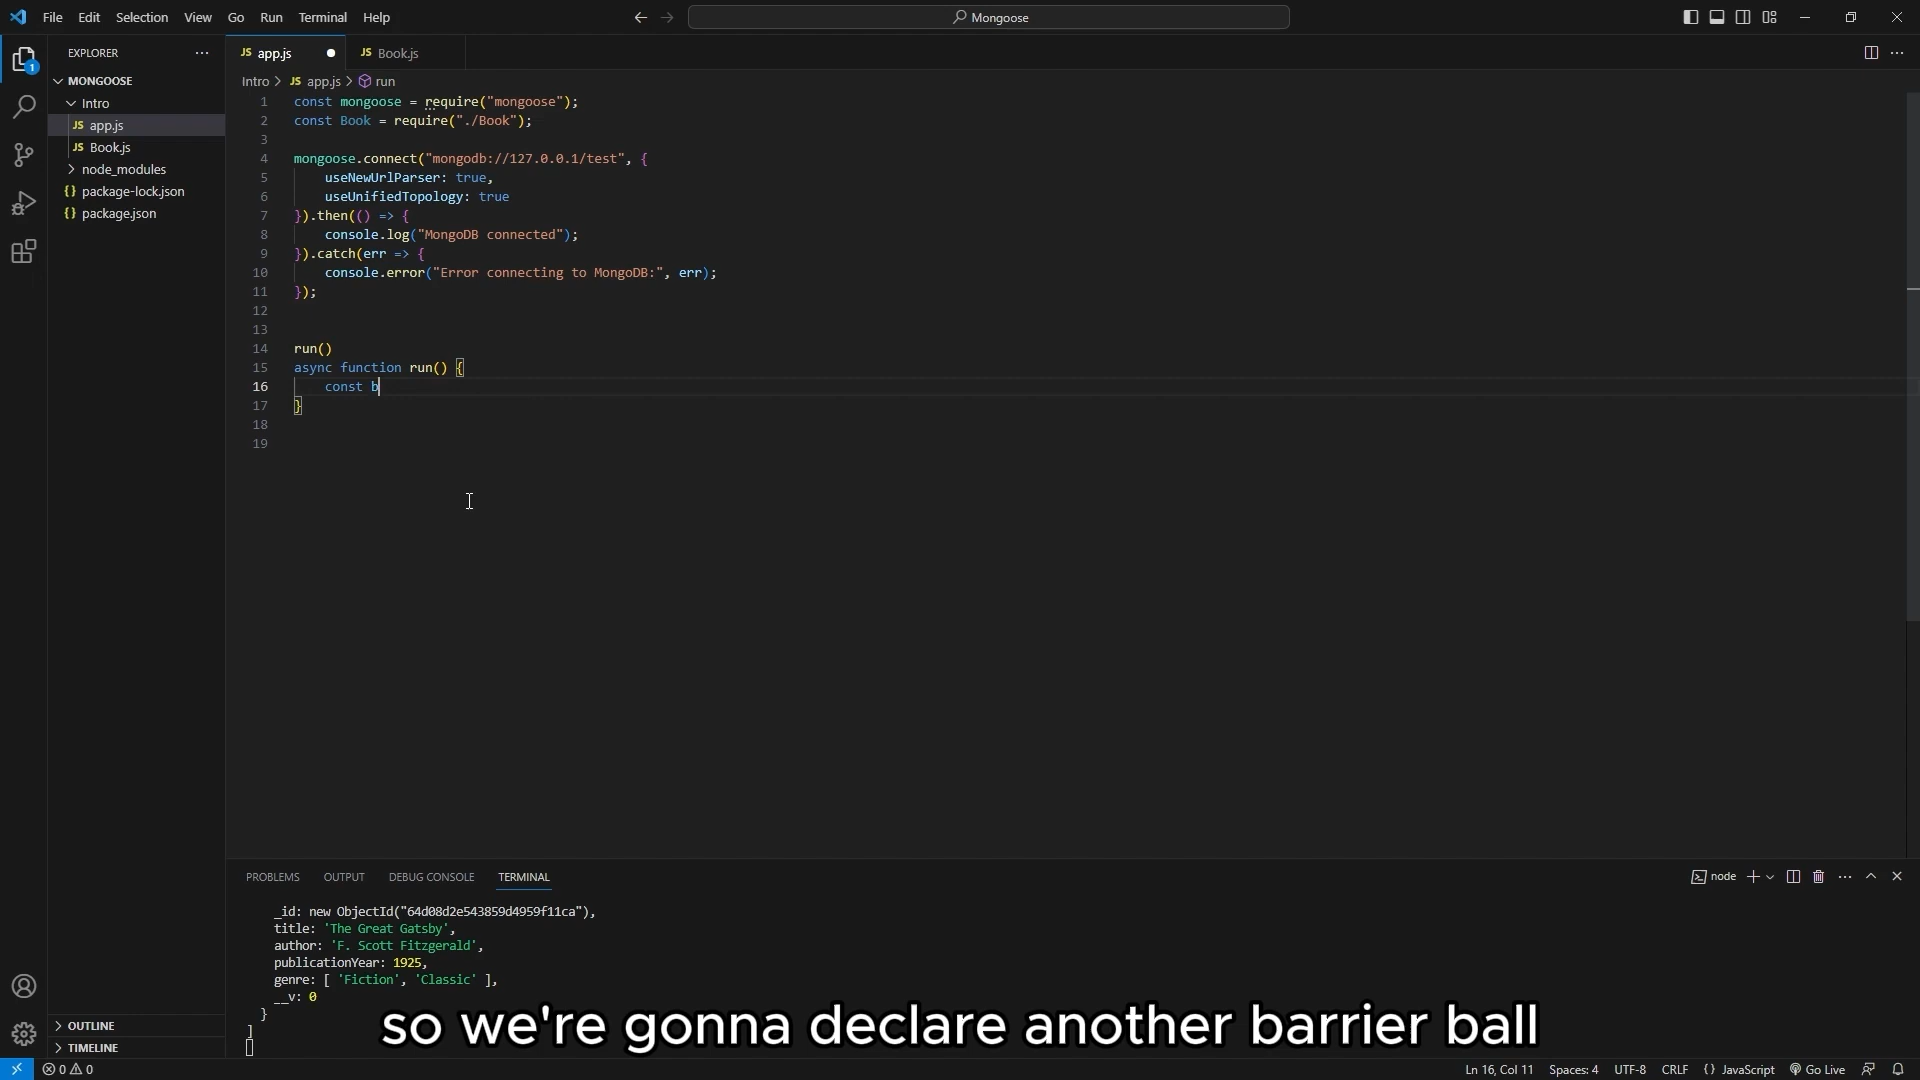 File Edit Selection View Go Run Terminal Help
Mongoose
EXPLORER
MONGOOSE
Intro
JS app.js
JS Book.js
node_modules
{} package-lock.json
{} package.json
OUTLINE
TIMELINE
JS app.js
JS Book.js
Intro > JS app.js > run
1 const mongoose = require("mongoose");
2 const Book = require("./Book");
3
4 mongoose.connect("mongodb://127.0.0.1/test", {
5 useNewUrlParser: true,
6 useUnifiedTopology: true
7 }).then(() => {
8 console.log("MongoDB connected");
9 }).catch(err => {
10 console.error("Error connecting to MongoDB:", err);
11 });
12
13
14 run()
15 async function run() {
16 const b
17 }
18
19
PROBLEMS OUTPUT DEBUG CONSOLE TERMINAL
node
_id: new ObjectId("64d08d2e543859d4959f11ca"),
title: 'The Great Gatsby',
author: 'F. Scott Fitzgerald',
publicationYear: 1925,
genre: [ 'Fiction', 'Classic' ],
__v: 0
}
]
so we're gonna declare another barrier ball
0 0
Ln 16, Col 11 Spaces: 4 UTF-8 CRLF {} JavaScript Go Live
1